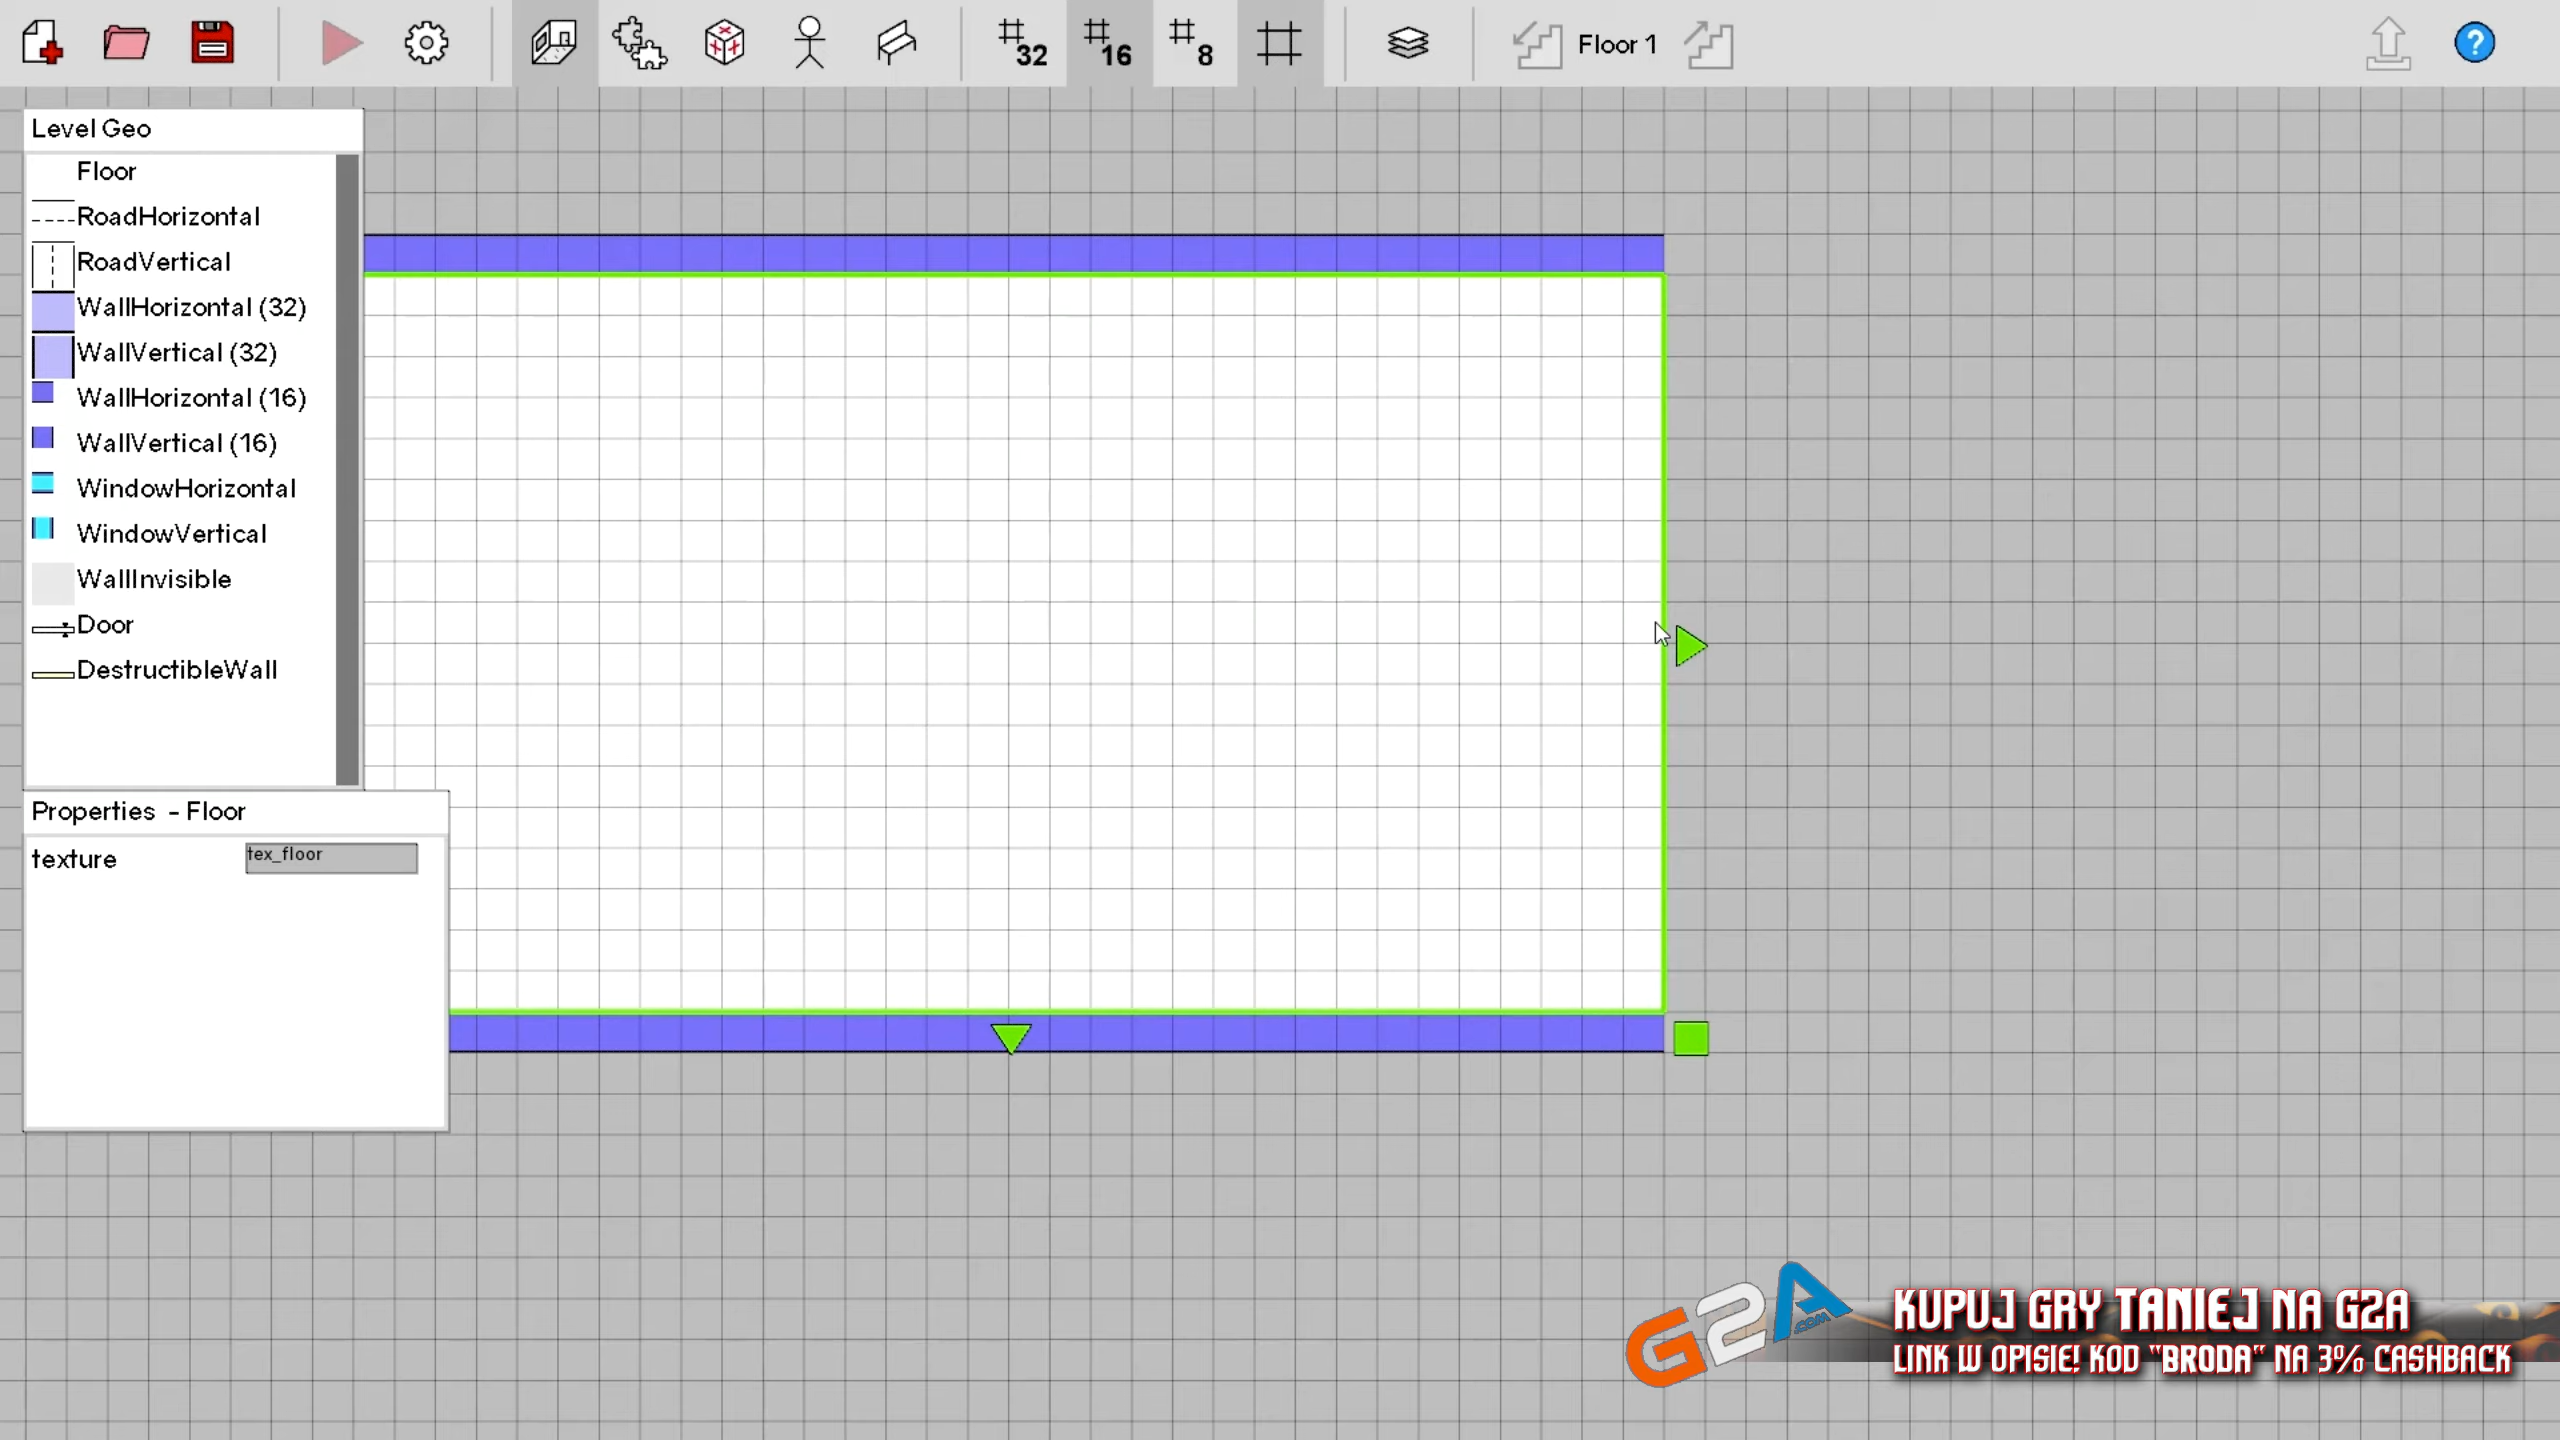 32
16
8
Floor 1
?
Level Geo
Floor
RoadHorizontal
RoadVertical
WallHorizontal (32)
WallVertical (32)
WallHorizontal (16)
WallVertical (16)
WindowHorizontal
WindowVertical
WallInvisible
Door
DestructibleWall
Properties - Floor
texture
tex_floor
G2A
.COM
KUPUJ GRY TANIEJ NA G2A
LINK W OPISIE! KOD "BRODA" NA 3% CASHBACK